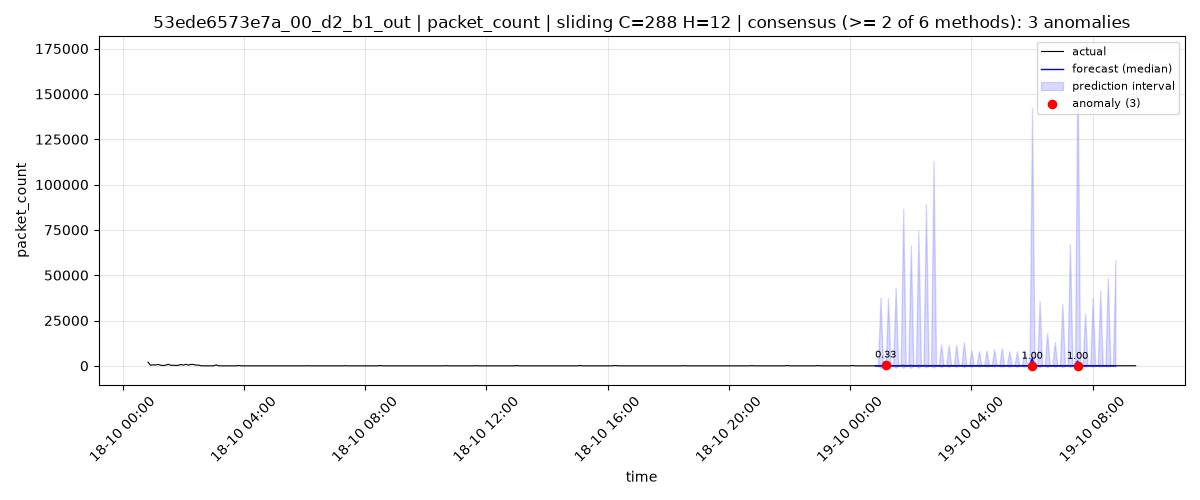 53ede6573e7a_00_d2_b1_out | packet_count | sliding C=288 H=12 | consensus (>= 2 of 6 methods): 3 anomalies
packet_count
175000
150000
125000
100000
75000
50000
25000
0
actual
forecast (median)
prediction interval
anomaly (3)
0.33
1.00
1.00
18-10 00:00
18-10 04:00
18-10 08:00
18-10 12:00
18-10 16:00
18-10 20:00
19-10 00:00
19-10 04:00
19-10 08:00
time